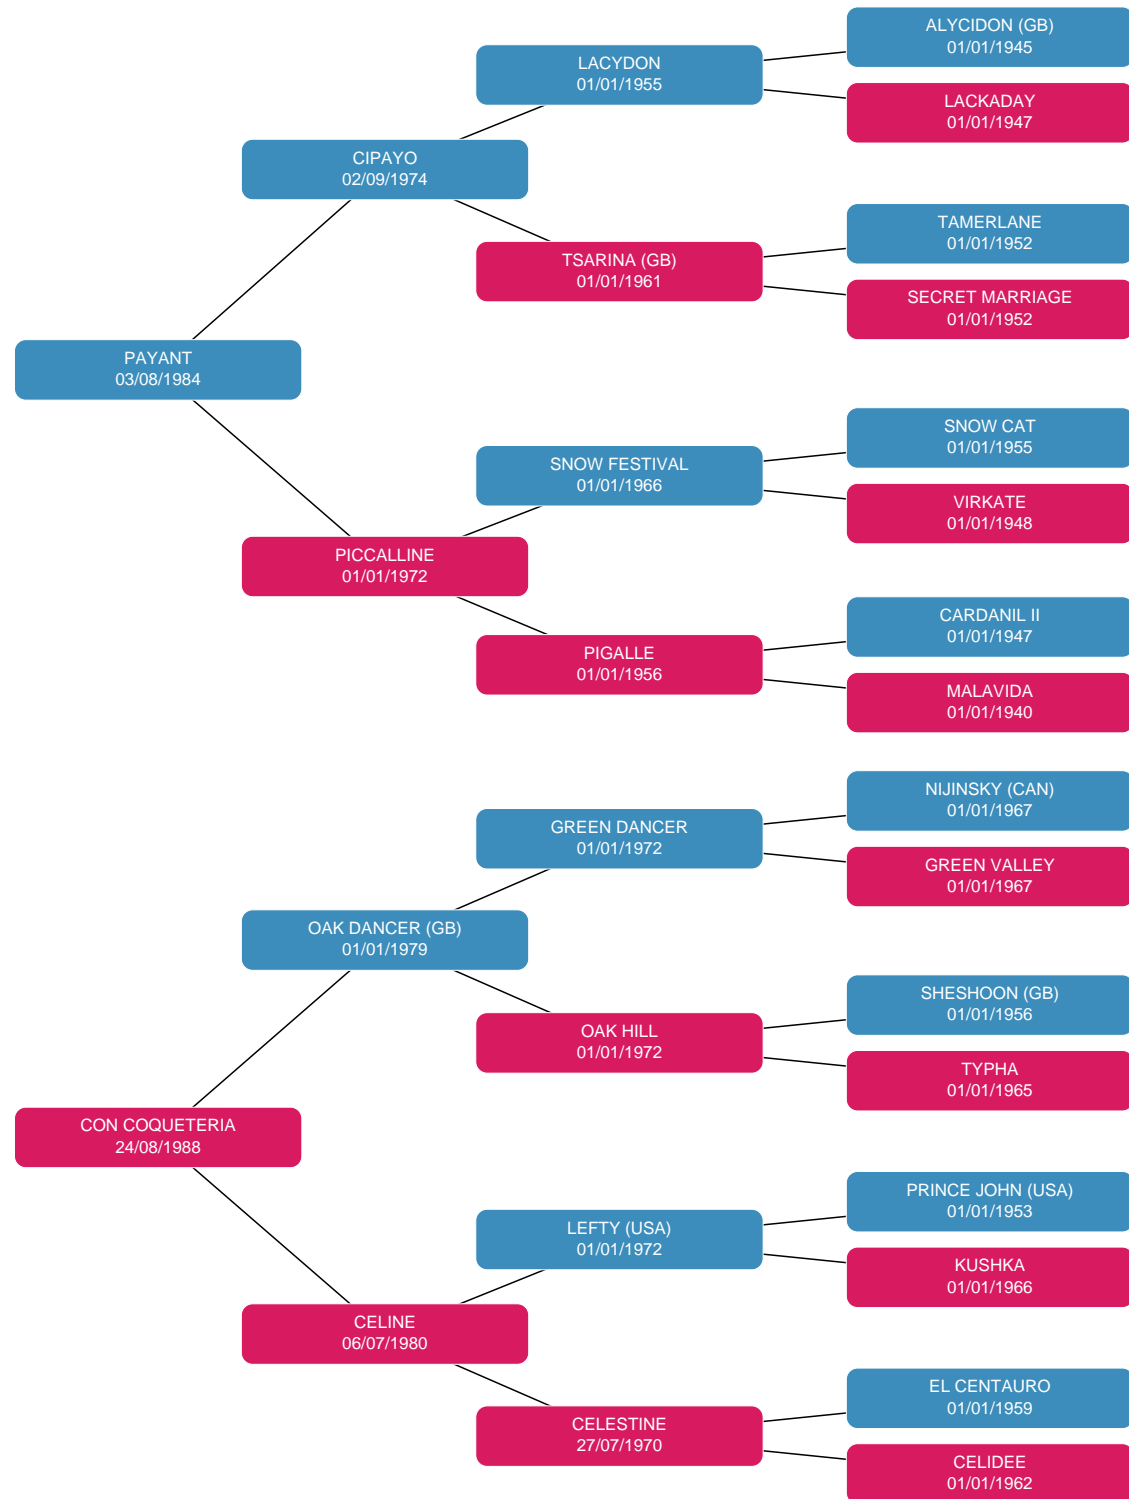 ALYCIDON (GB)
01/01/1945
LACYDON
01/01/1955
LACKADAY
01/01/1947
CIPAYO
02/09/1974
TAMERLANE
01/01/1952
TSARINA (GB)
01/01/1961
SECRET MARRIAGE
01/01/1952
PAYANT
03/08/1984
SNOW CAT
01/01/1955
SNOW FESTIVAL
01/01/1966
VIRKATE
01/01/1948
PICCALLINE
01/01/1972
CARDANIL II
01/01/1947
PIGALLE
01/01/1956
MALAVIDA
01/01/1940
NIJINSKY (CAN)
01/01/1967
GREEN DANCER
01/01/1972
GREEN VALLEY
01/01/1967
OAK DANCER (GB)
01/01/1979
SHESHOON (GB)
01/01/1956
OAK HILL
01/01/1972
TYPHA
01/01/1965
CON COQUETERIA
24/08/1988
PRINCE JOHN (USA)
01/01/1953
LEFTY (USA)
01/01/1972
KUSHKA
01/01/1966
CELINE
06/07/1980
EL CENTAURO
01/01/1959
CELESTINE
27/07/1970
CELIDEE
01/01/1962